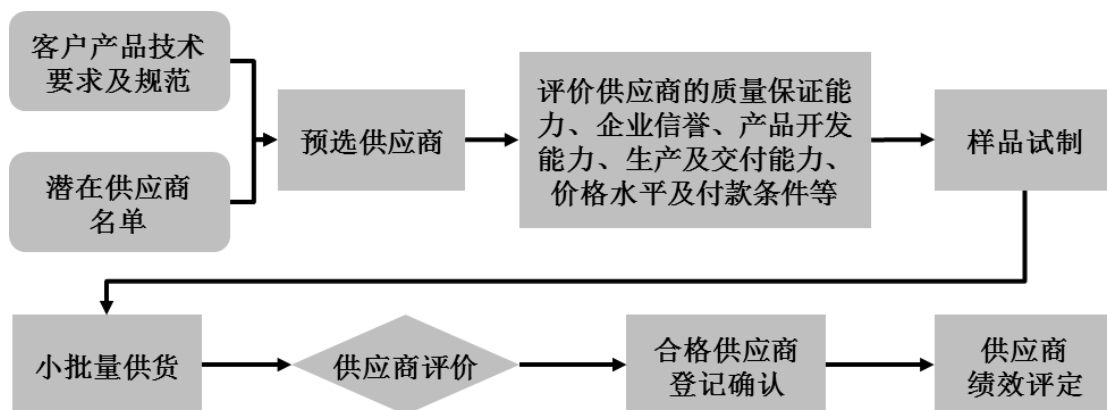 客户产品技术
要求及规范
潜在供应商
名单
预选供应商
评价供应商的质量保证能
力、企业信誉、产品开发
能力、生产及交付能力、
价格水平及付款条件等
样品试制
小批量供货
供应商评价
合格供应商
登记确认
供应商
绩效评定